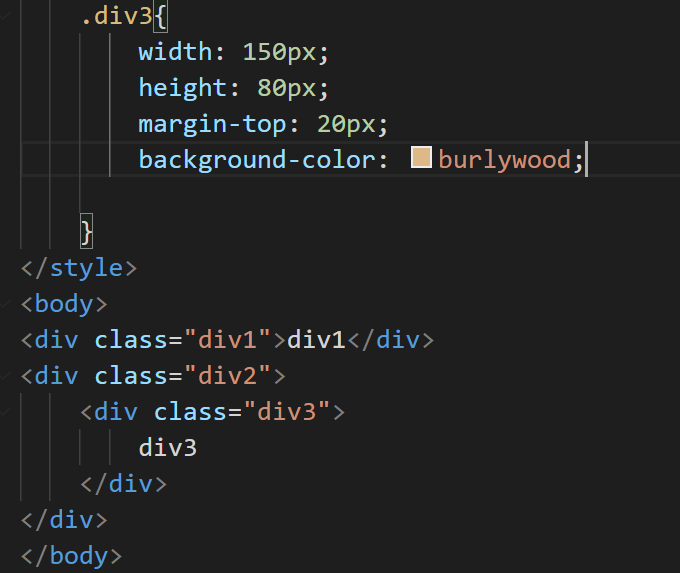 .div3{
width: 150px;
height: 80px;
margin-top: 20px;
background-color: burlywood;
}
</style>
<body>
<div class="div1">div1</div>
<div class="div2">
<div class="div3">
div3
</div>
</div>
</body>